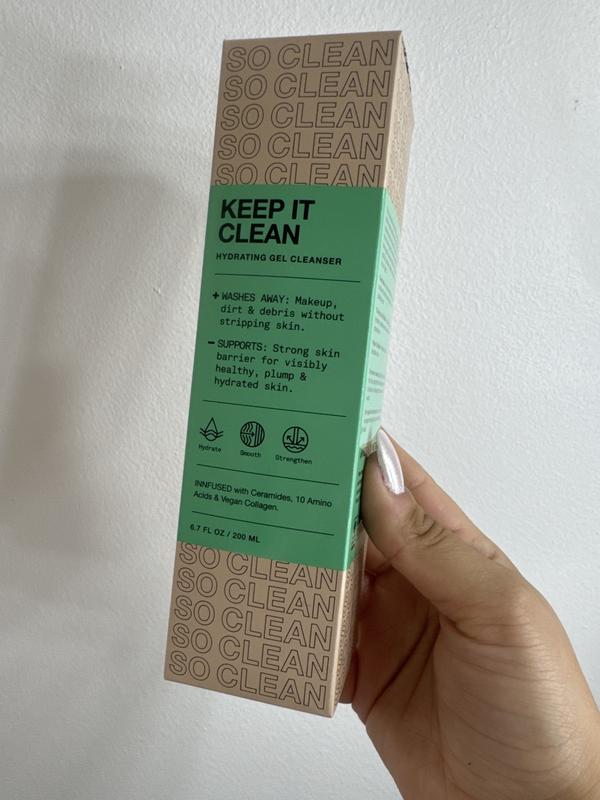 SO CLEAN
SO CLEAN
SO CLEAN
SO CLEAN
SO CLEAN
KEEP IT
CLEAN
HYDRATING GEL CLEANSER
+ WASHES AWAY: Makeup,
dirt & debris without
stripping skin.
– SUPPORTS: Strong skin
barrier for visibly
healthy, plump &
hydrated skin.
Hydrate Smooth Strengthen
INNFUSED with Ceramides, 10 Amino
Acids & Vegan Collagen.
6.7 FL OZ / 200 ML
SO CLEAN
SO CLEAN
SO CLEAN
SO CLEAN
SO CLEAN